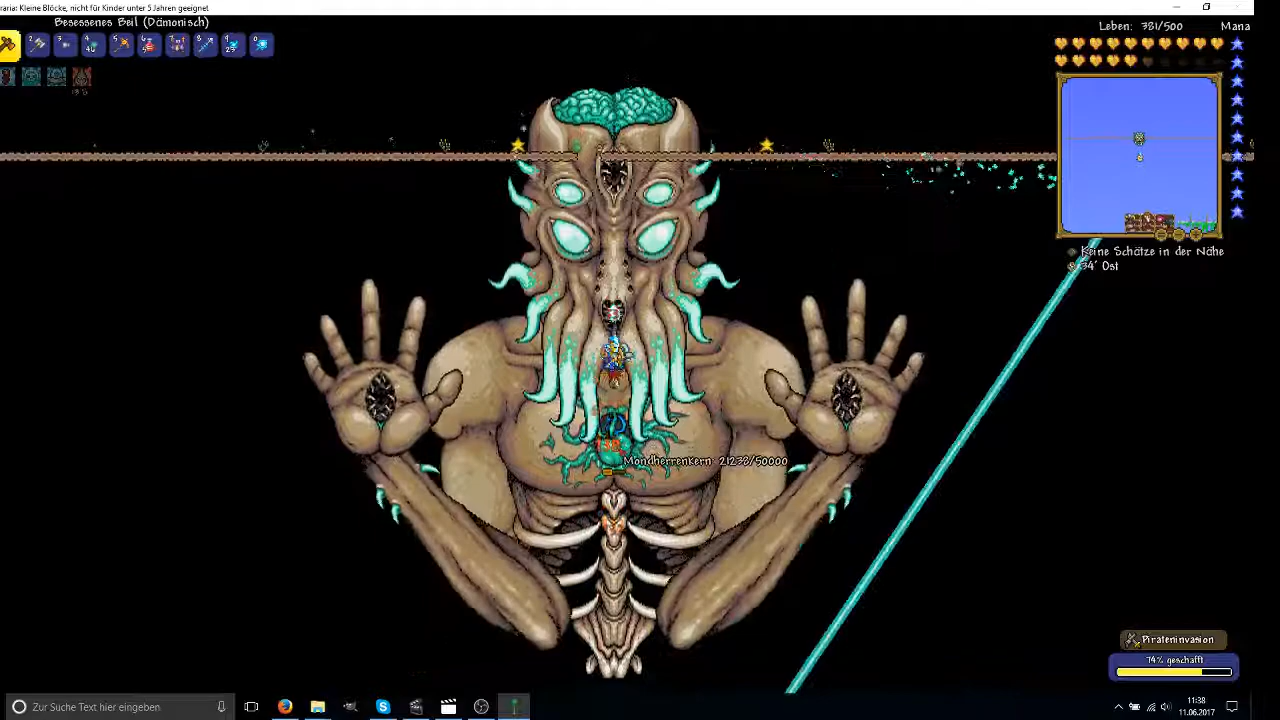 raria: Kleine Blöcke, nicht für Kinder unter 5 Jahren geeignet
Besessenes Beil (Dämonisch)
Leben: 381/500
Mana
Keine Schätze in der Nähe
34' Ost
138
Mondherrenkern: 21238/50000
Pirateninvasion
74% geschafft
Zur Suche Text hier eingeben
11:38
11.06.2017